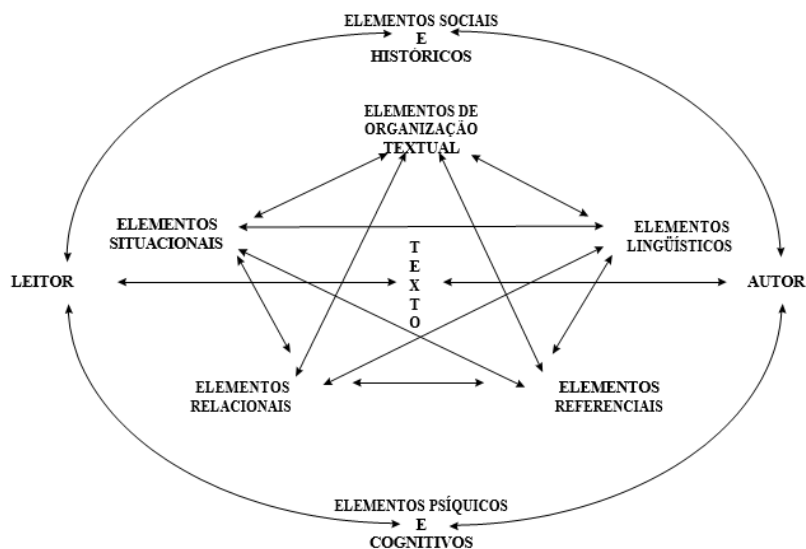 ELEMENTOS SOCIAIS
E
HISTÓRICOS
ELEMENTOS DE
ORGANIZAÇÃO
TEXTUAL
ELEMENTOS
SITUACIONAIS
ELEMENTOS
LINGÜÍSTICOS
TEXTO
LEITOR
AUTOR
ELEMENTOS
RELACIONAIS
ELEMENTOS
REFERENCIAIS
ELEMENTOS PSÍQUICOS
E
COGNITIVOS